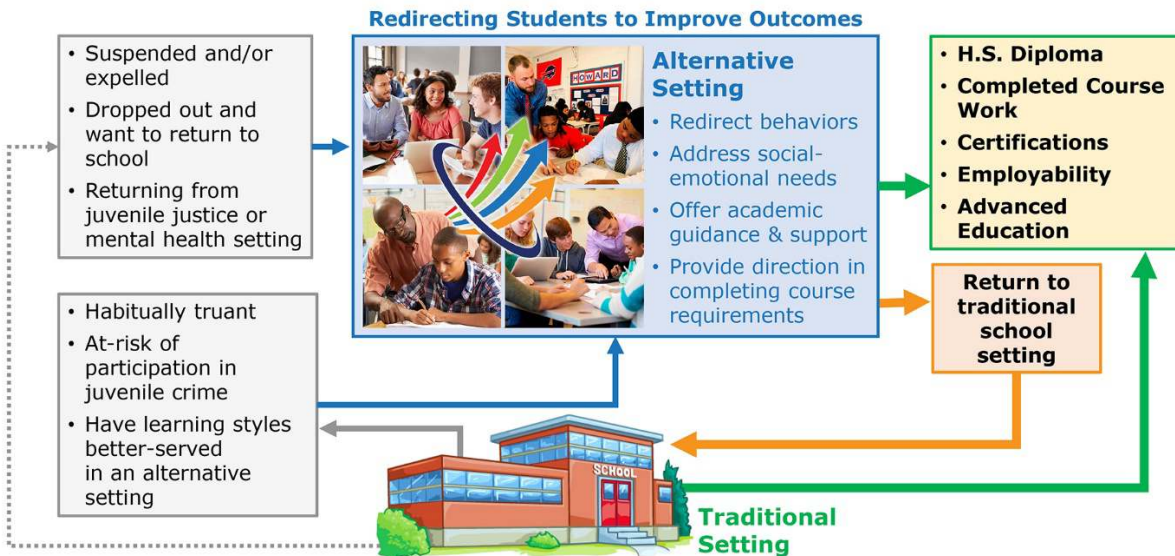 Redirecting Students to Improve Outcomes
• Suspended and/or
expelled
• Dropped out and
want to return to
school
• Returning from
juvenile justice or
mental health setting
• Habitually truant
• At-risk of
participation in
juvenile crime
• Have learning styles
better-served
in an alternative
setting
HOWARD
Alternative
Setting
• Redirect behaviors
• Address social-
emotional needs
• Offer academic
guidance & support
• Provide direction in
completing course
requirements
• H.S. Diploma
• Completed Course
Work
• Certifications
• Employability
• Advanced
Education
Return to
traditional
school
setting
SCHOOL
Traditional
Setting